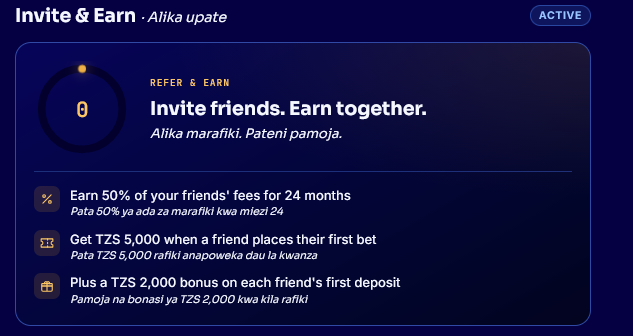 Invite & Earn · Alika upate
ACTIVE
0
REFER & EARN
Invite friends. Earn together.
Alika marafiki. Pateni pamoja.
Earn 50% of your friends' fees for 24 months
Pata 50% ya ada za marafiki kwa miezi 24
Get TZS 5,000 when a friend places their first bet
Pata TZS 5,000 rafiki anapoweka dau la kwanza
Plus a TZS 2,000 bonus on each friend's first deposit
Pamoja na bonasi ya TZS 2,000 kwa kila rafiki